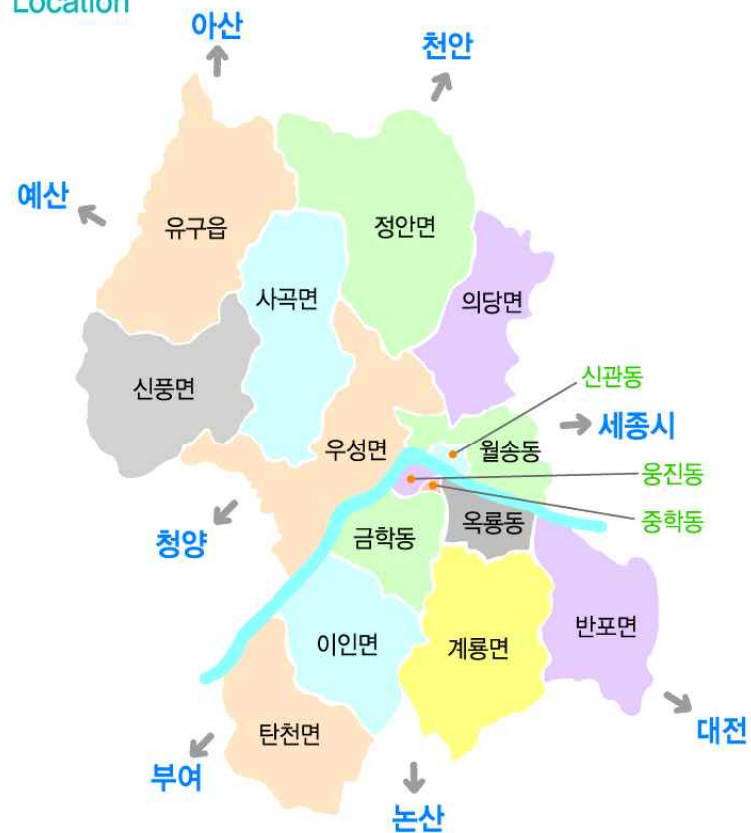 Location
아산
천안
예산
유구읍
정안면
사곡면
의당면
신풍면
신관동
세종시
우성면
월송동
웅진동
중학동
청양
금학동
옥룡동
반포면
이인면
계룡면
대전
탄천면
부여
논산